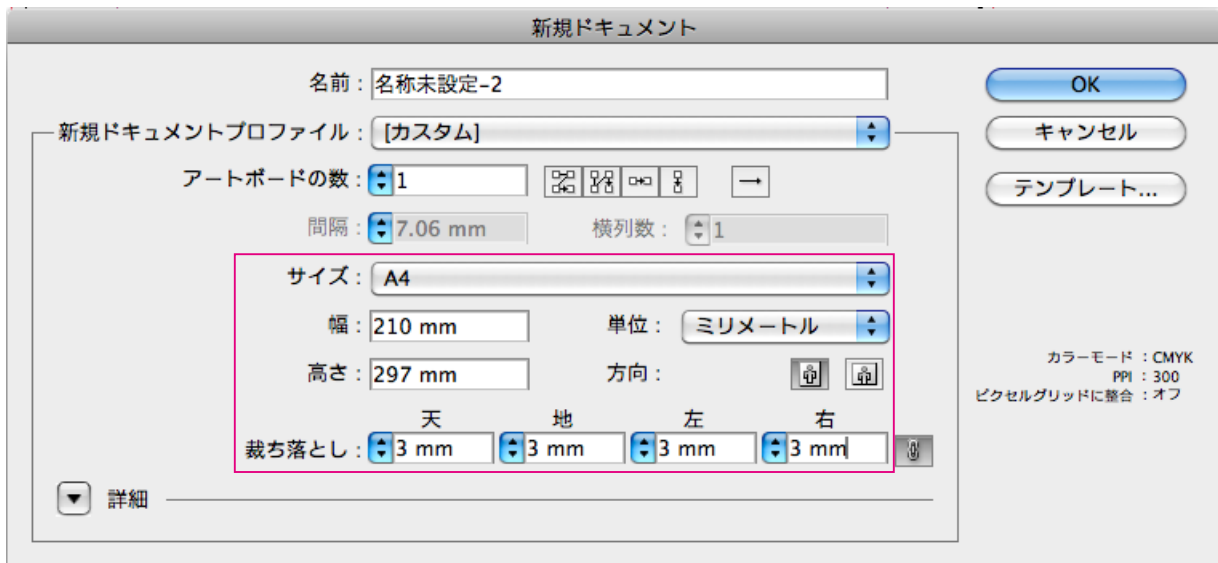 新規ドキュメント
名前：名称未設定-2
OK
新規ドキュメントプロファイル：[カスタム]
キャンセル
アートボードの数：1
テンプレート...
間隔：7.06 mm 横列数：1
サイズ：A4
幅：210 mm 単位：ミリメートル
高さ：297 mm 方向：
カラーモード：CMYK
PPI：300
ピクセルグリッドに整合：オフ
天 地 左 右
裁ち落とし：3 mm 3 mm 3 mm 3 mm
詳細